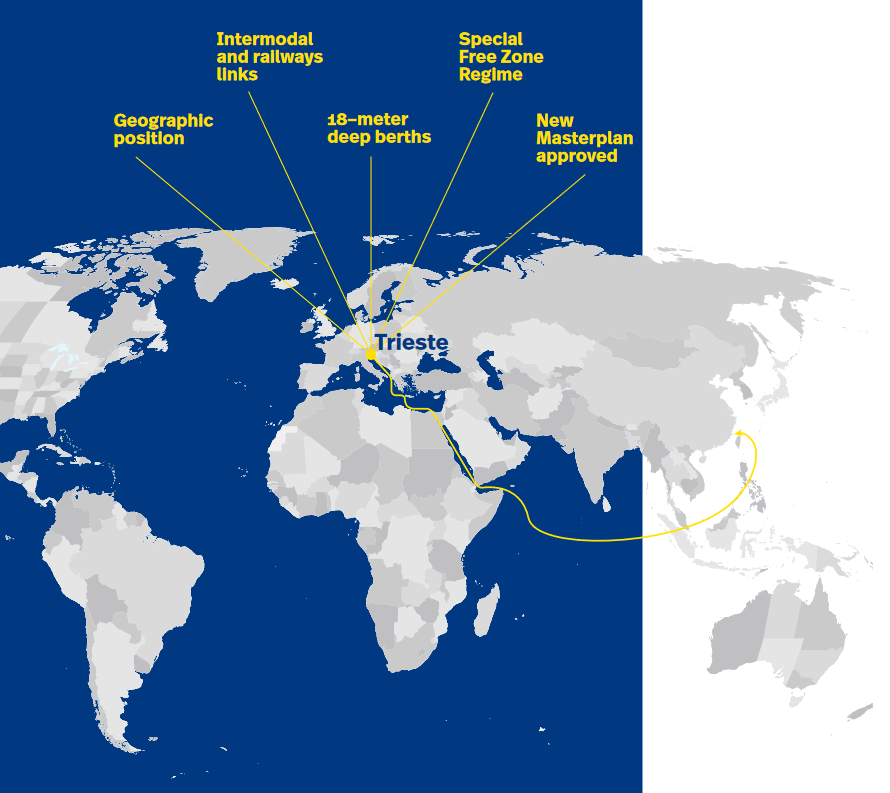 Intermodal
and railways
links
Special
Free Zone
Regime
Geographic
position
18–meter
deep berths
New
Masterplan
approved
Trieste